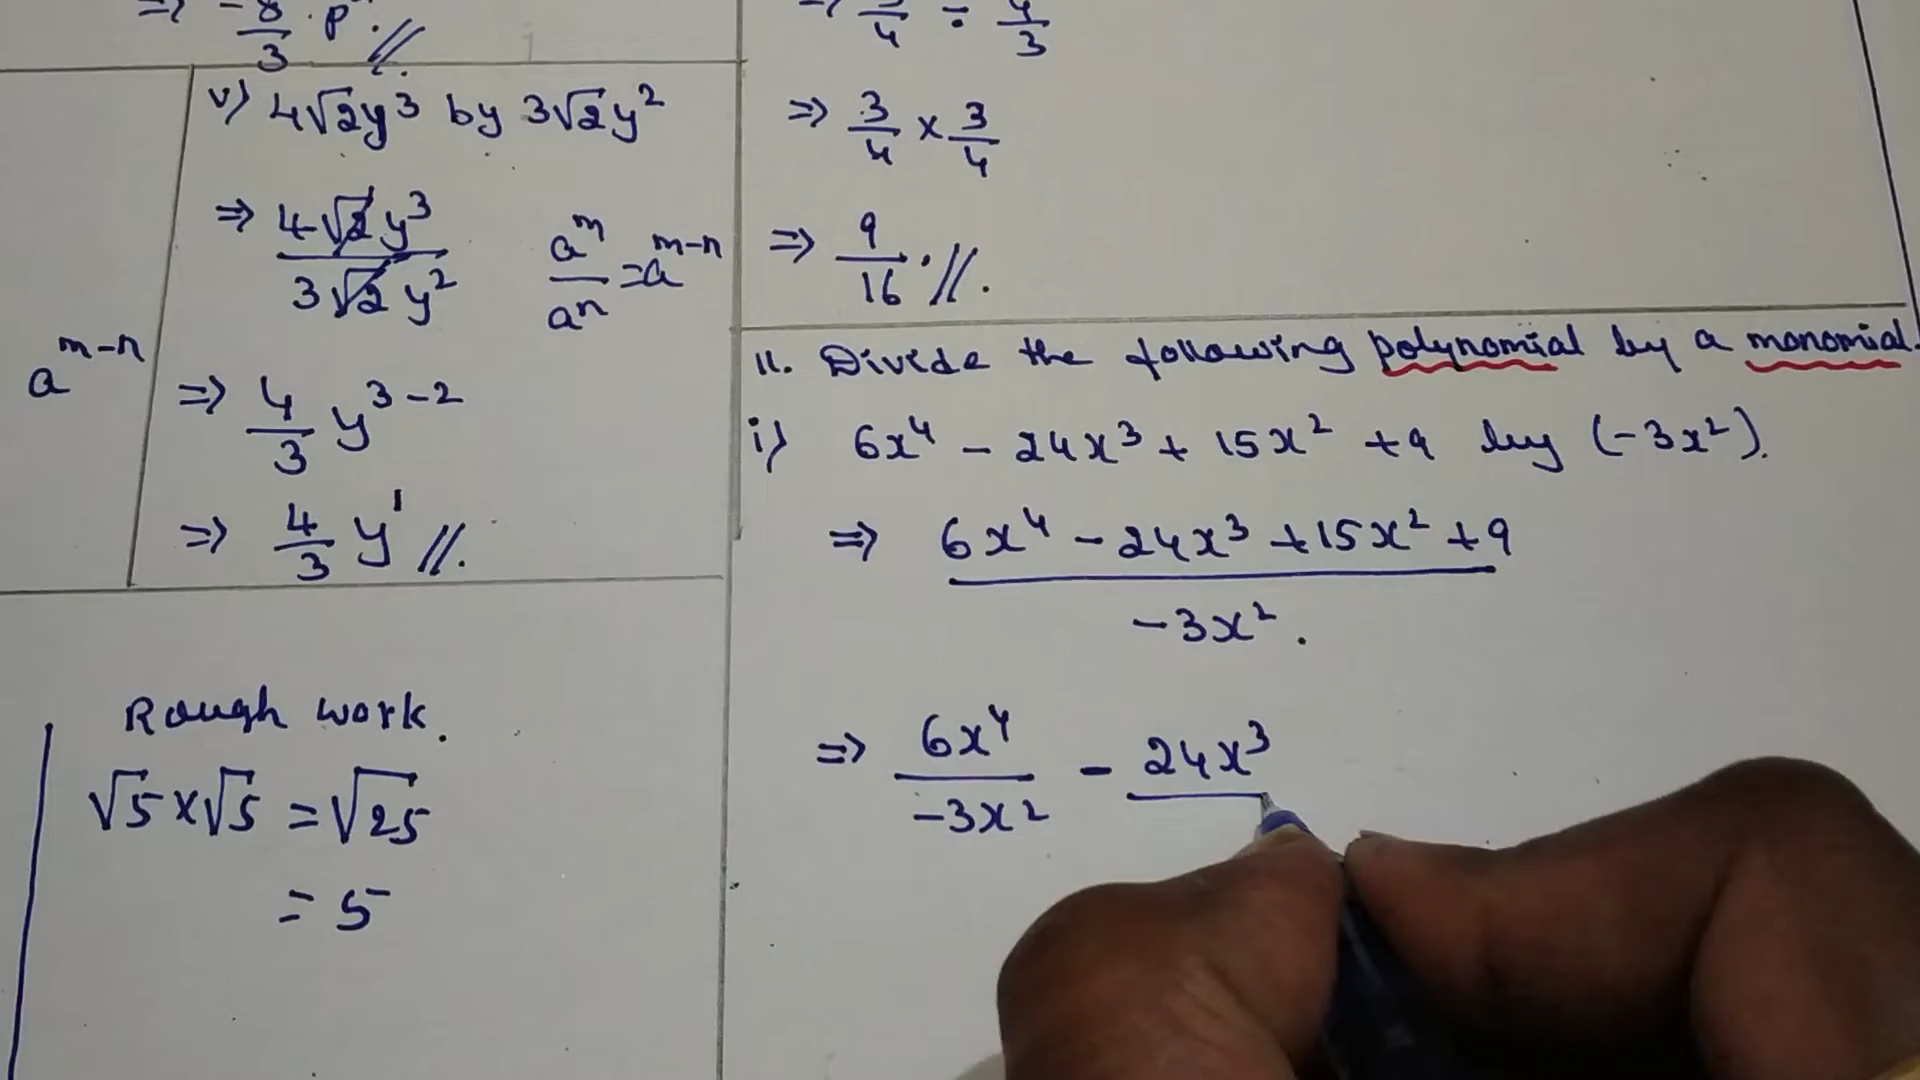 ⇒ -8/3 · p
v) 4√2y³ by 3√2y²
⇒ 4√2y³/3√2y² aᵐ/aⁿ = aᵐ⁻ⁿ
aᵐ⁻ⁿ
⇒ 4/3 y³⁻²
⇒ 4/3 y¹ //.
Rough work.
√5 × √5 = √25
= 5
⇒ 3/4 ÷ 4/3
⇒ 3/4 × 3/4
⇒ 9/16 . //.
11. Divide the following polynomial by a monomial.
i) 6x⁴ - 24x³ + 15x² + 9 by (-3x²).
⇒ 6x⁴ - 24x³ + 15x² + 9
-3x².
⇒ 6x⁴/-3x² - 24x³